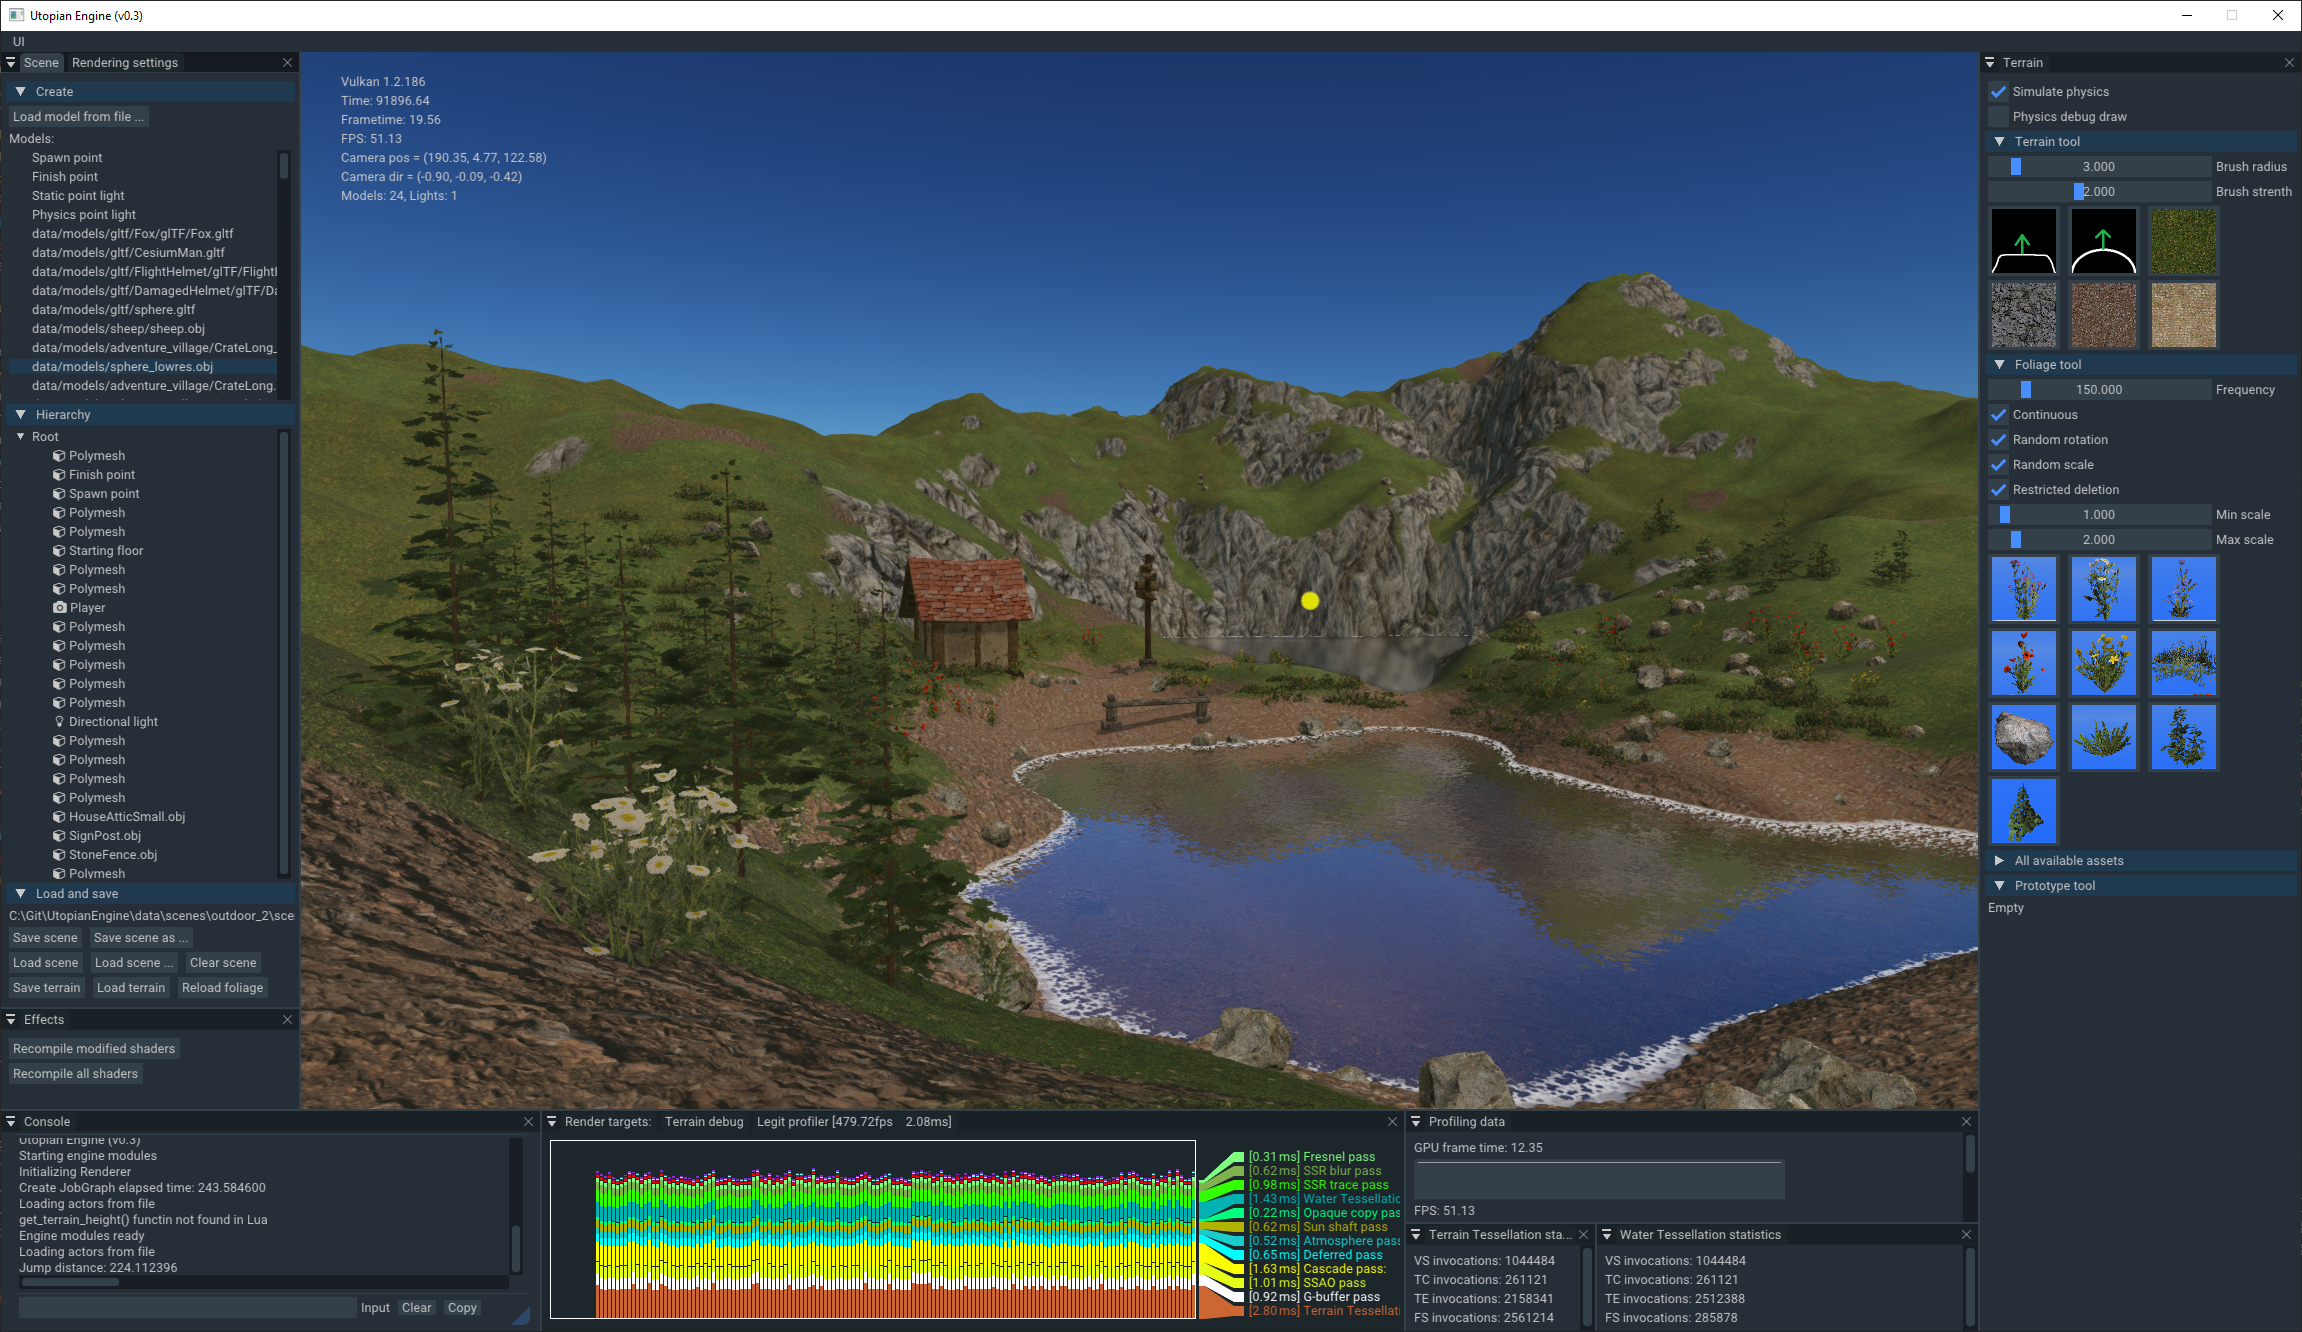 Utopian Engine (v0.3)
UI
Scene
Rendering settings
Create
Load model from file ...
Models:
Spawn point
Finish point
Static point light
Physics point light
data/models/gltf/Fox/glTF/Fox.gltf
data/models/gltf/CesiumMan.gltf
data/models/gltf/FlightHelmet/glTF/Flight
data/models/gltf/DamagedHelmet/glTF/Da
data/models/gltf/sphere.gltf
data/models/sheep/sheep.obj
data/models/adventure_village/CrateLong_
data/models/sphere_lowres.obj
data/models/adventure_village/CrateLong.
Hierarchy
Root
Polymesh
Finish point
Spawn point
Polymesh
Polymesh
Starting floor
Polymesh
Polymesh
Player
Polymesh
Polymesh
Polymesh
Polymesh
Polymesh
Directional light
Polymesh
Polymesh
Polymesh
Polymesh
HouseAtticSmall.obj
SignPost.obj
StoneFence.obj
Polymesh
Load and save
C:\Git\UtopianEngine\data\scenes\outdoor_2\sce
Save scene
Save scene as ...
Load scene
Load scene ...
Clear scene
Save terrain
Load terrain
Reload foliage
Effects
Recompile modified shaders
Recompile all shaders
Vulkan 1.2.186
Time: 91896.64
Frametime: 19.56
FPS: 51.13
Camera pos = (190.35, 4.77, 122.58)
Camera dir = (-0.90, -0.09, -0.42)
Models: 24, Lights: 1
Terrain
Simulate physics
Physics debug draw
Terrain tool
3.000 Brush radius
2.000 Brush strenth
Foliage tool
150.000 Frequency
Continuous
Random rotation
Random scale
Restricted deletion
1.000 Min scale
2.000 Max scale
All available assets
Prototype tool
Empty
Console
Utopian Engine (v0.3)
Starting engine modules
Initializing Renderer
Create JobGraph elapsed time: 243.584600
Loading actors from file
get_terrain_height() functin not found in Lua
Engine modules ready
Loading actors from file
Jump distance: 224.112396
Input
Clear
Copy
Render targets:
Terrain debug
Legit profiler [479.72fps 2.08ms]
[0.31 ms] Fresnel pass
[0.62 ms] SSR blur pass
[0.98 ms] SSR trace pass
[1.43 ms] Water Tessellatic
[0.22 ms] Opaque copy pas
[0.62 ms] Sun shaft pass
[0.52 ms] Atmosphere pass
[0.65 ms] Deferred pass
[1.63 ms] Cascade pass:
[1.01 ms] SSAO pass
[0.92 ms] G-buffer pass
[2.80 ms] Terrain Tessellati
Profiling data
GPU frame time: 12.35
FPS: 51.13
Terrain Tessellation sta...
VS invocations: 1044484
TC invocations: 261121
TE invocations: 2158341
FS invocations: 2561214
Water Tessellation statistics
VS invocations: 1044484
TC invocations: 261121
TE invocations: 2512388
FS invocations: 285878